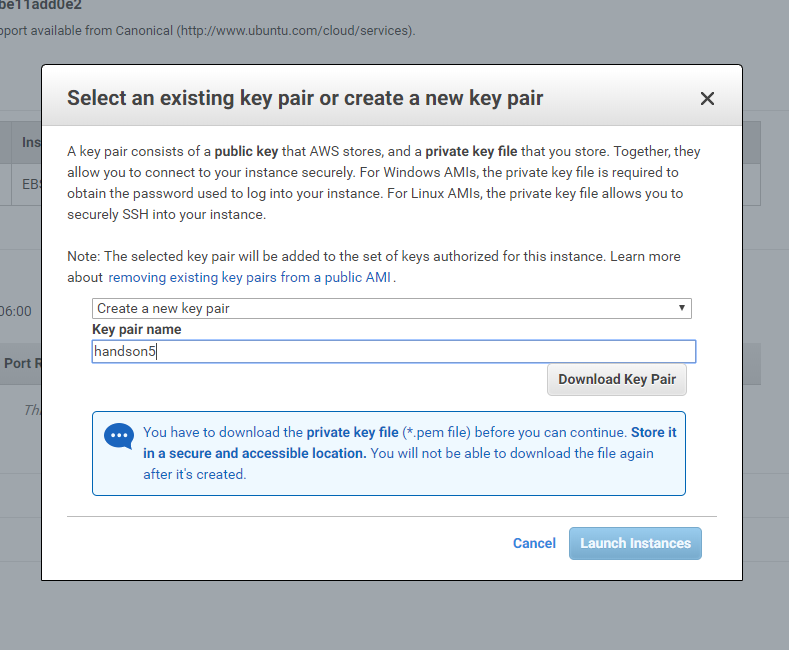 be11add0e2
pport available from Canonical (http://www.ubuntu.com/cloud/services).
Select an existing key pair or create a new key pair
Ins
A key pair consists of a public key that AWS stores, and a private key file that you store. Together, they
allow you to connect to your instance securely. For Windows AMIs, the private key file is required to
EBS
obtain the password used to log into your instance. For Linux AMIs, the private key file allows you to
securely SSH into your instance.
Note: The selected key pair will be added to the set of keys authorized for this instance. Learn more
about removing existing key pairs from a public AMI.
06:00
Create a new key pair
Key pair name
handson5
Port R
Download Key Pair
Thi
You have to download the private key file (*.pem file) before you can continue. Store it
in a secure and accessible location. You will not be able to download the file again
after it's created.
Cancel
Launch Instances